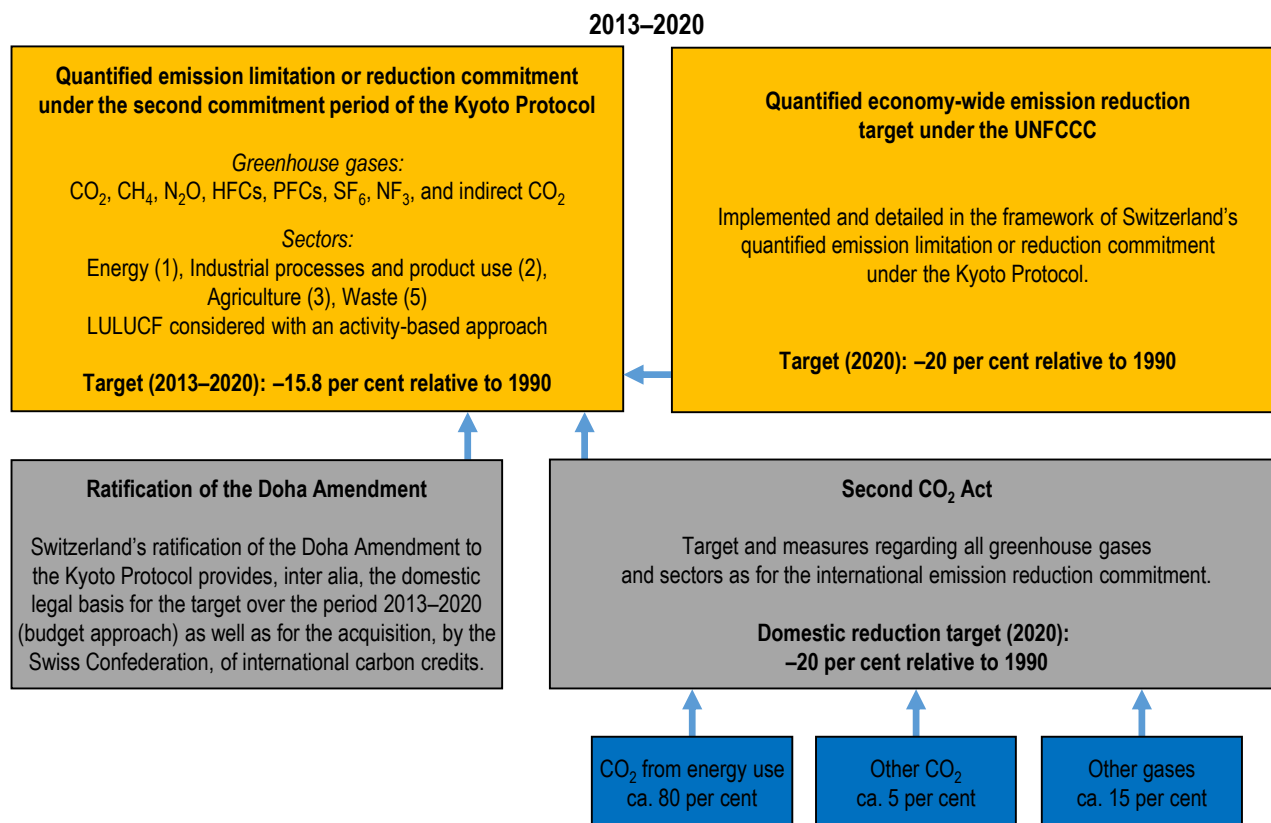 2013–2020
Quantified emission limitation or reduction commitment
under the second commitment period of the Kyoto Protocol
Greenhouse gases:
CO₂, CH₄, N₂O, HFCs, PFCs, SF₆, NF₃, and indirect CO₂
Sectors:
Energy (1), Industrial processes and product use (2),
Agriculture (3), Waste (5)
LULUCF considered with an activity-based approach
Target (2013–2020): –15.8 per cent relative to 1990
Quantified economy-wide emission reduction
target under the UNFCCC
Implemented and detailed in the framework of Switzerland's
quantified emission limitation or reduction commitment
under the Kyoto Protocol.
Target (2020): –20 per cent relative to 1990
Ratification of the Doha Amendment
Switzerland's ratification of the Doha Amendment to
the Kyoto Protocol provides, inter alia, the domestic
legal basis for the target over the period 2013–2020
(budget approach) as well as for the acquisition, by the
Swiss Confederation, of international carbon credits.
Second CO₂ Act
Target and measures regarding all greenhouse gases
and sectors as for the international emission reduction commitment.
Domestic reduction target (2020):
–20 per cent relative to 1990
CO₂ from energy use
ca. 80 per cent
Other CO₂
ca. 5 per cent
Other gases
ca. 15 per cent